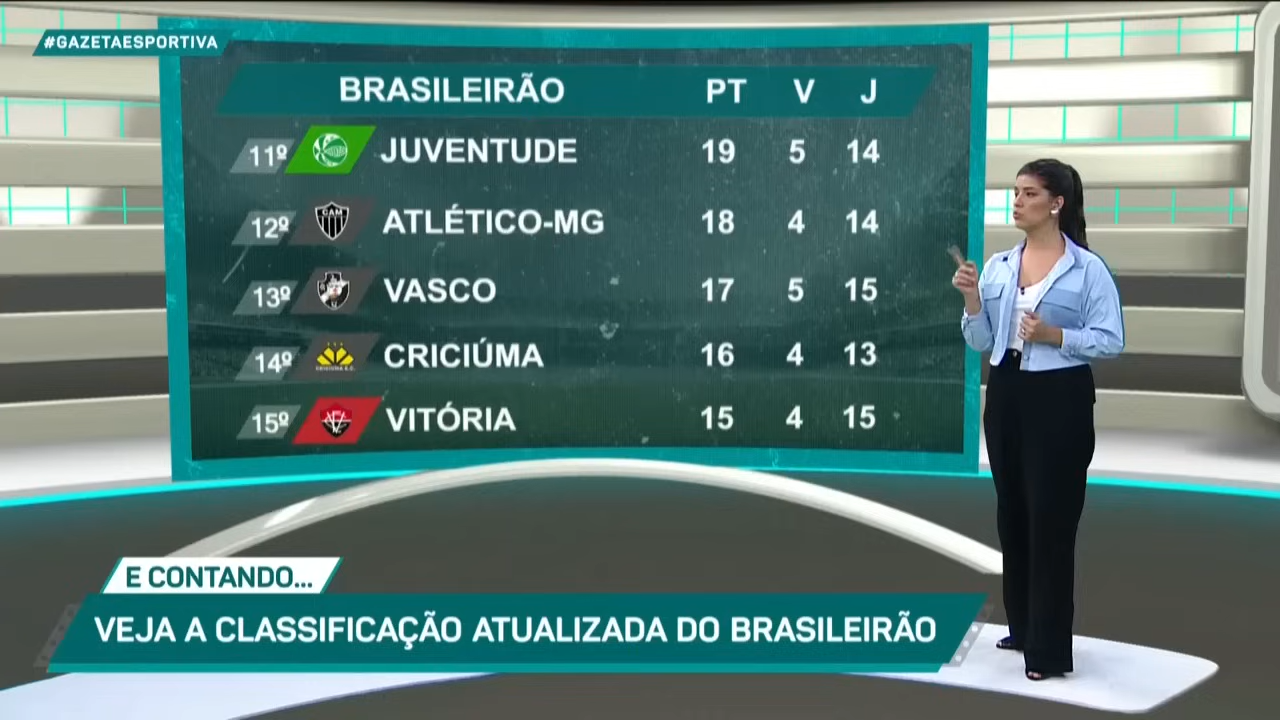 #GAZETAESPORTIVA
BRASILEIRÃO PT V J
11º JUVENTUDE 19 5 14
12º CAM ATLÉTICO-MG 18 4 14
13º VASCO 17 5 15
14º CRICIÚMA 16 4 13
15º VITÓRIA 15 4 15
E CONTANDO...
VEJA A CLASSIFICAÇÃO ATUALIZADA DO BRASILEIRÃO